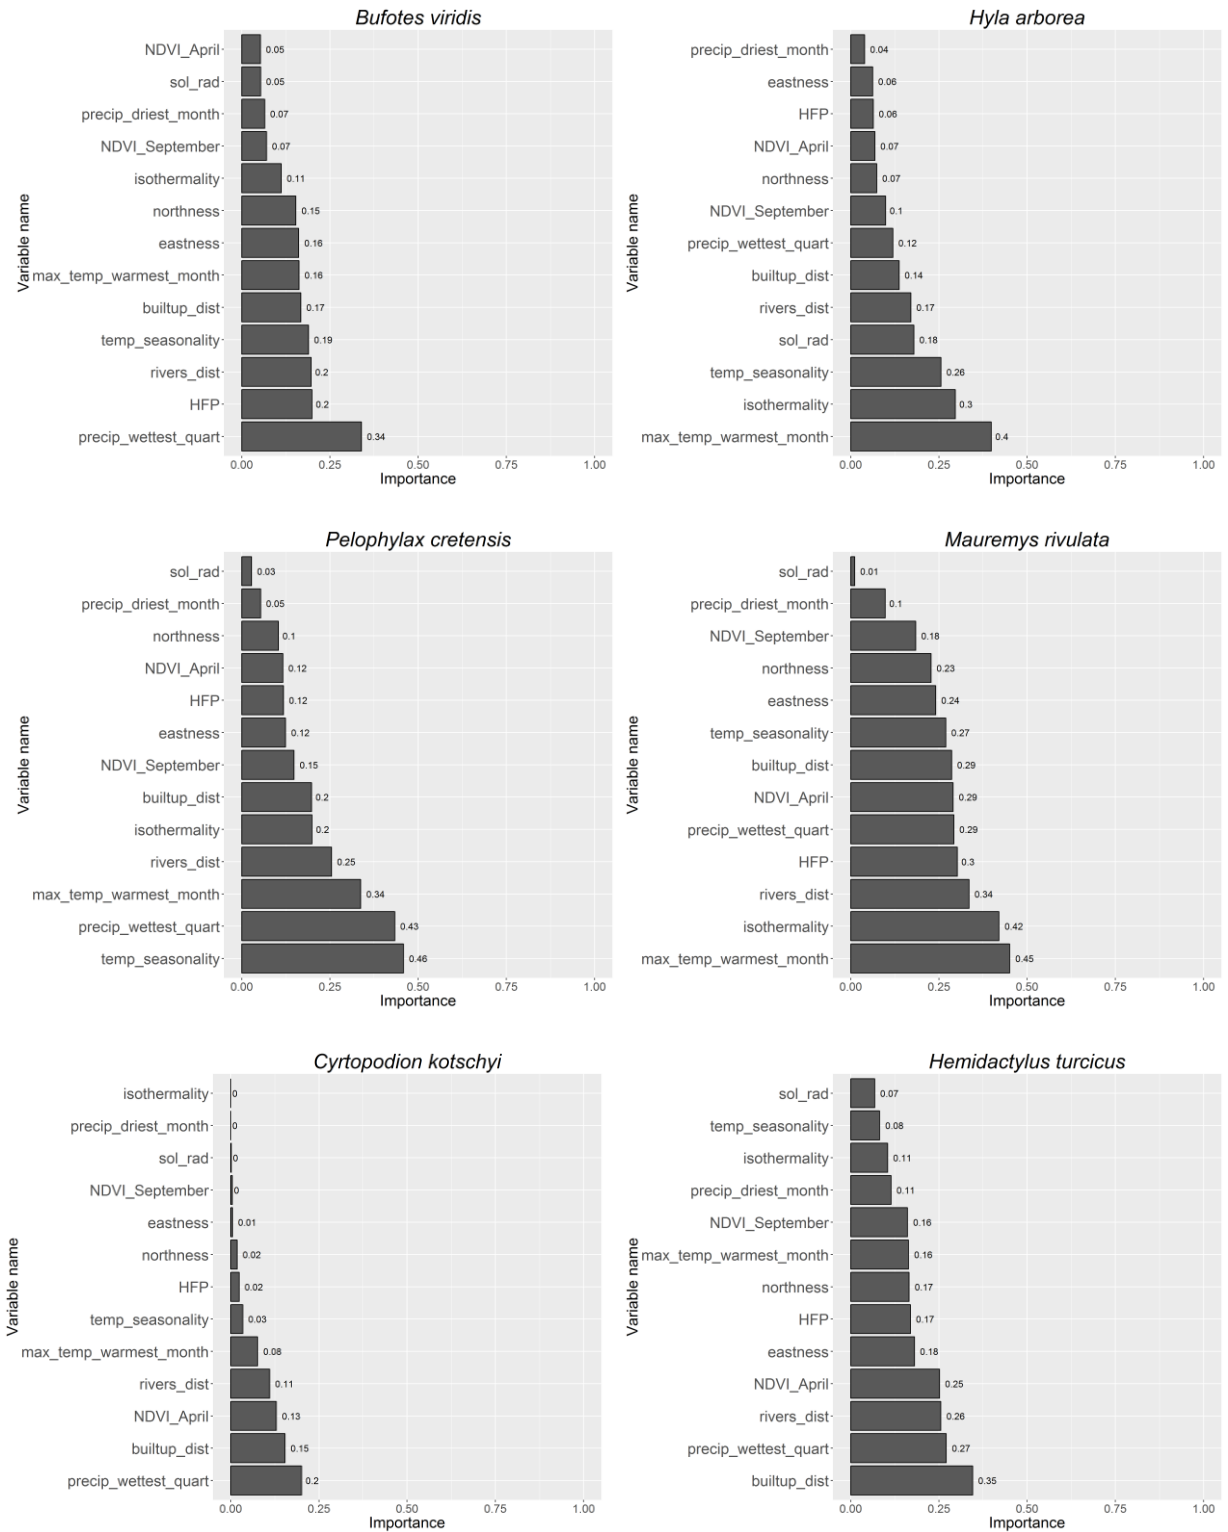 Bufotes viridis
Variable name
NDVI_April 0.05
sol_rad 0.05
precip_driest_month 0.07
NDVI_September 0.07
isothermality 0.11
northness 0.15
eastness 0.16
max_temp_warmest_month 0.16
builtup_dist 0.17
temp_seasonality 0.19
rivers_dist 0.2
HFP 0.2
precip_wettest_quart 0.34
0.00 0.25 0.50 0.75 1.00
Importance
Hyla arborea
Variable name
precip_driest_month 0.04
eastness 0.06
HFP 0.06
NDVI_April 0.07
northness 0.07
NDVI_September 0.1
precip_wettest_quart 0.12
builtup_dist 0.14
rivers_dist 0.17
sol_rad 0.18
temp_seasonality 0.26
isothermality 0.3
max_temp_warmest_month 0.4
0.00 0.25 0.50 0.75 1.00
Importance
Pelophylax cretensis
Variable name
sol_rad 0.03
precip_driest_month 0.05
northness 0.1
NDVI_April 0.12
HFP 0.12
eastness 0.12
NDVI_September 0.15
builtup_dist 0.2
isothermality 0.2
rivers_dist 0.25
max_temp_warmest_month 0.34
precip_wettest_quart 0.43
temp_seasonality 0.46
0.00 0.25 0.50 0.75 1.00
Importance
Mauremys rivulata
Variable name
sol_rad 0.01
precip_driest_month 0.1
NDVI_September 0.18
northness 0.23
eastness 0.24
temp_seasonality 0.27
builtup_dist 0.29
NDVI_April 0.29
precip_wettest_quart 0.29
HFP 0.3
rivers_dist 0.34
isothermality 0.42
max_temp_warmest_month 0.45
0.00 0.25 0.50 0.75 1.00
Importance
Cyrtopodion kotschyi
Variable name
isothermality 0
precip_driest_month 0
sol_rad 0
NDVI_September 0
eastness 0.01
northness 0.02
HFP 0.02
temp_seasonality 0.03
max_temp_warmest_month 0.08
rivers_dist 0.11
NDVI_April 0.13
builtup_dist 0.15
precip_wettest_quart 0.2
0.00 0.25 0.50 0.75 1.00
Importance
Hemidactylus turcicus
Variable name
sol_rad 0.07
temp_seasonality 0.08
isothermality 0.11
precip_driest_month 0.11
NDVI_September 0.16
max_temp_warmest_month 0.16
northness 0.17
HFP 0.17
eastness 0.18
NDVI_April 0.25
rivers_dist 0.26
precip_wettest_quart 0.27
builtup_dist 0.35
0.00 0.25 0.50 0.75 1.00
Importance